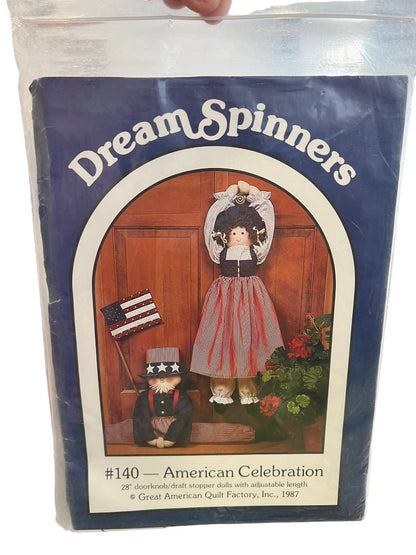 Dream Spinners
#140 — American Celebration
28" doorknob/draft stopper dolls with adjustable length.
© Great American Quilt Factory, Inc., 1987